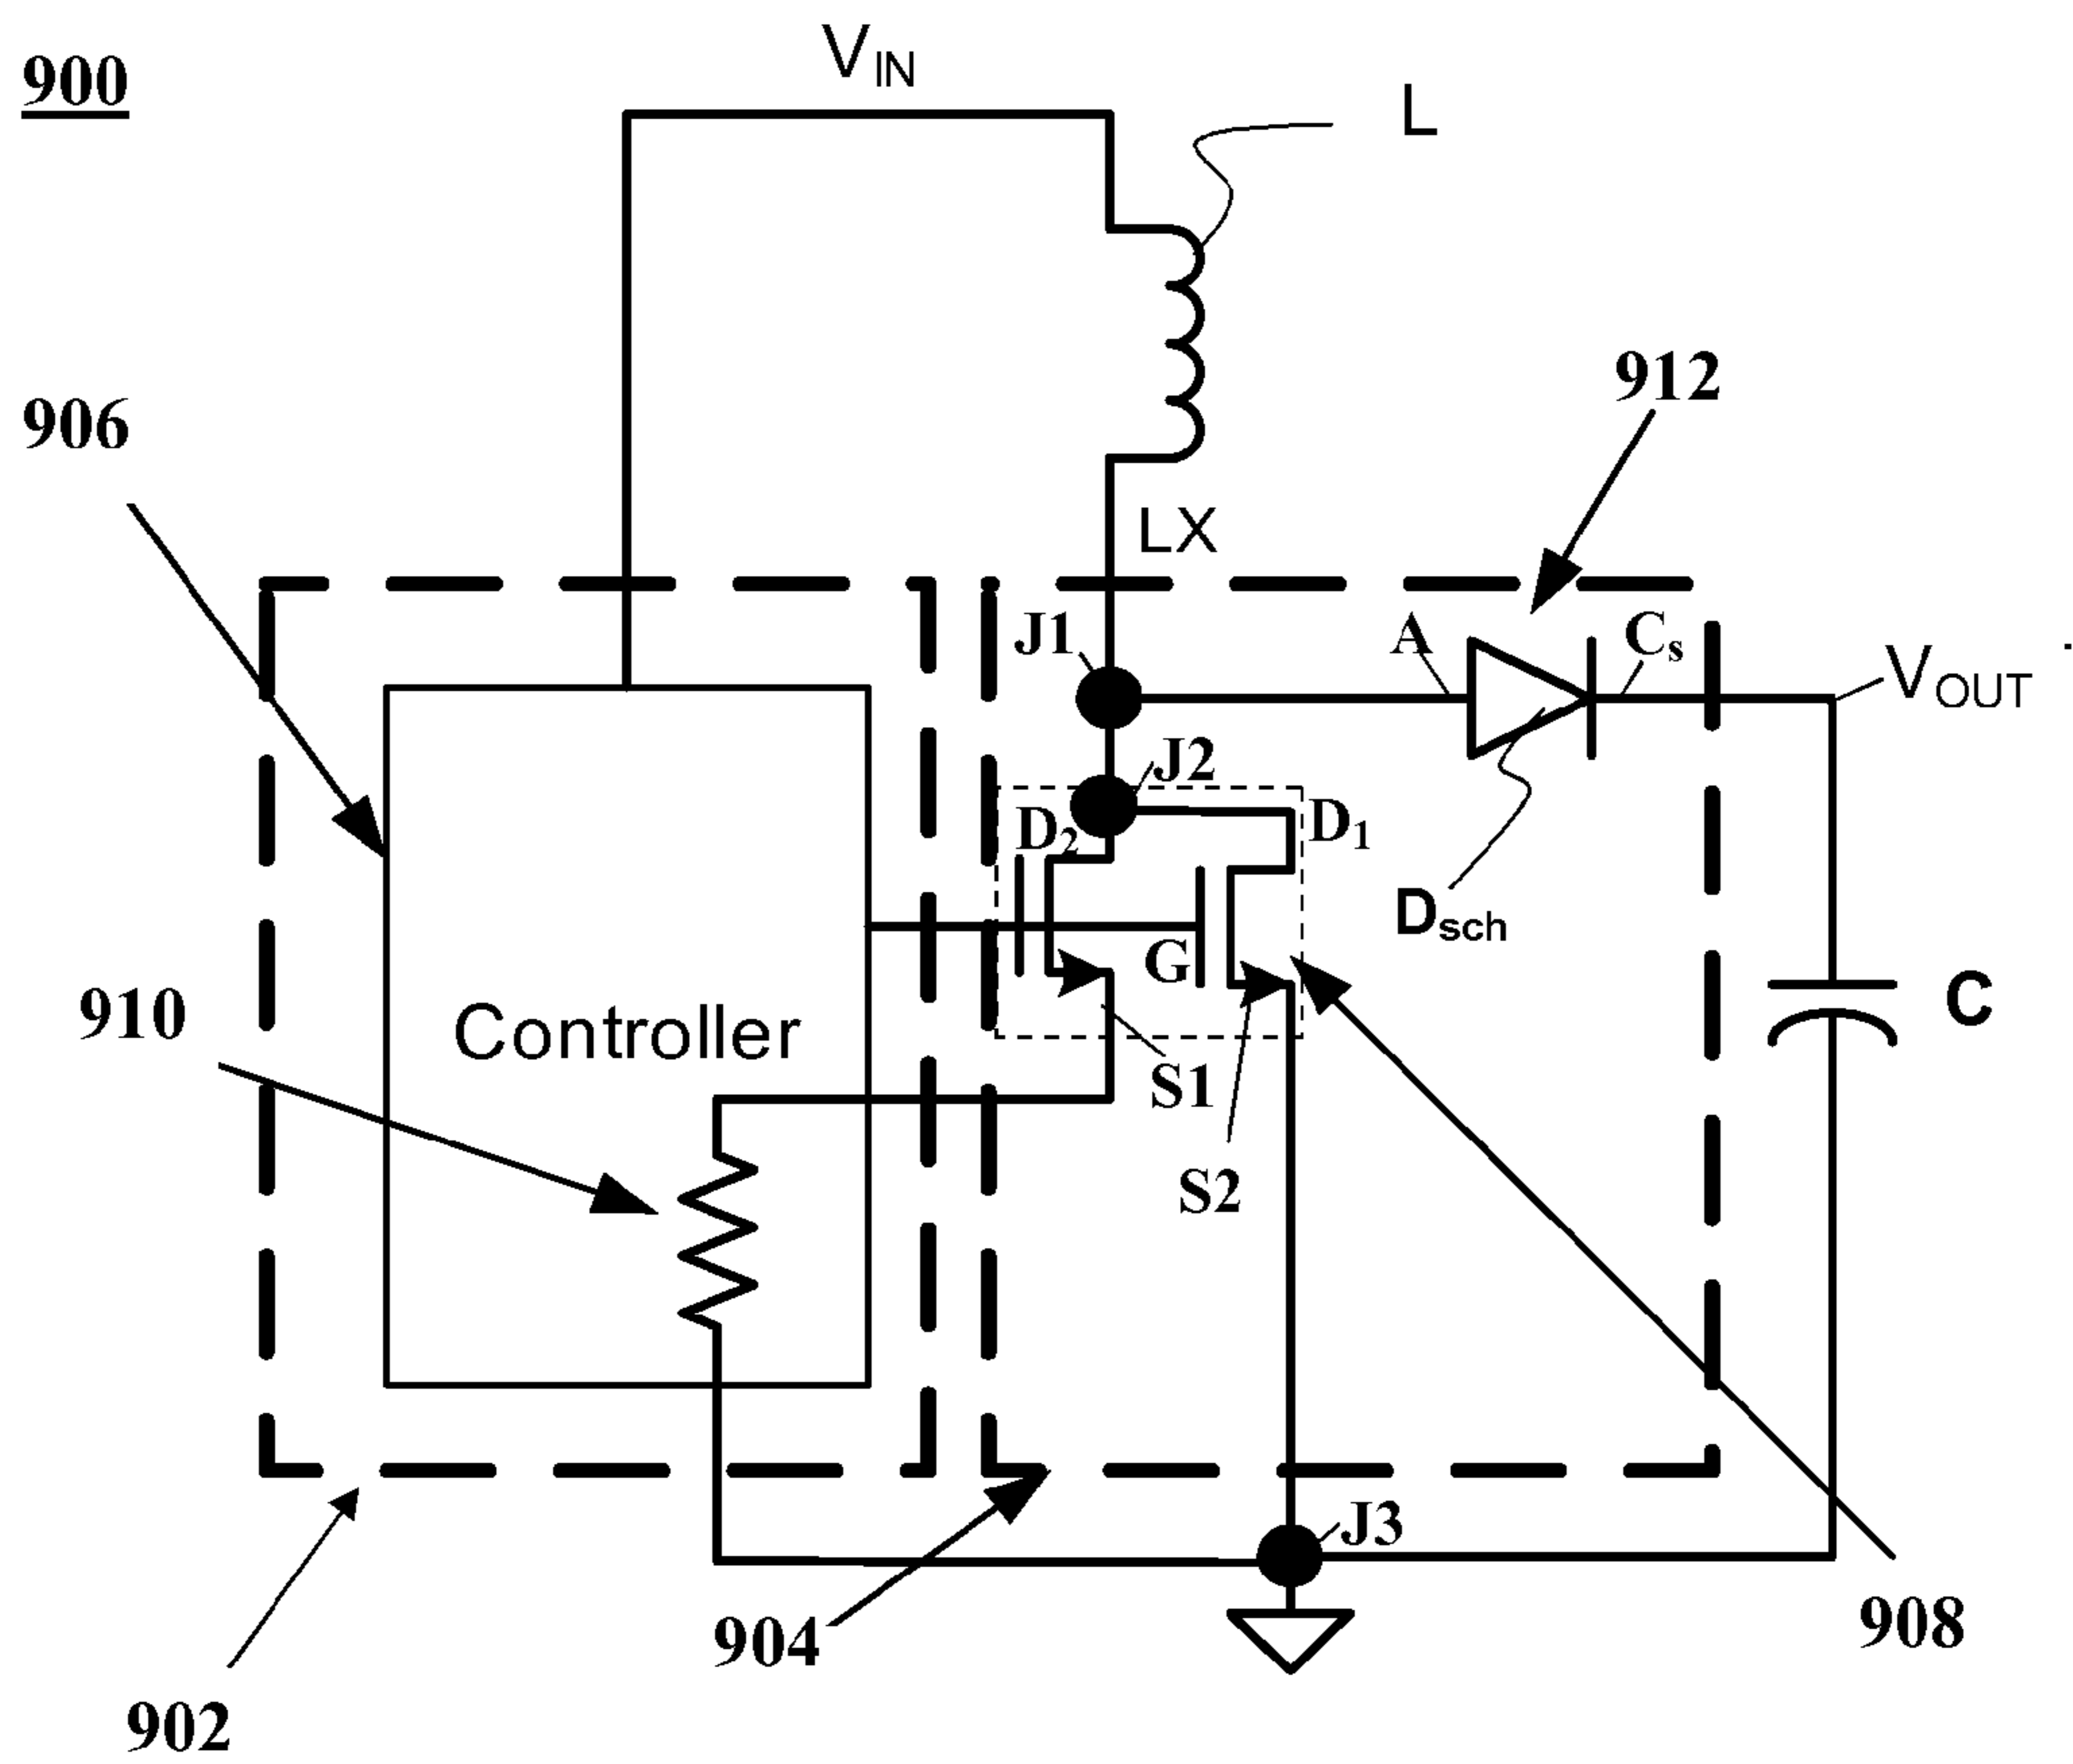 900
VIN
L
906
912
LX
J1
A
Cs
VOUT
J2
D2
D1
Dsch
G
910
Controller
C
S1
S2
J3
904
908
902